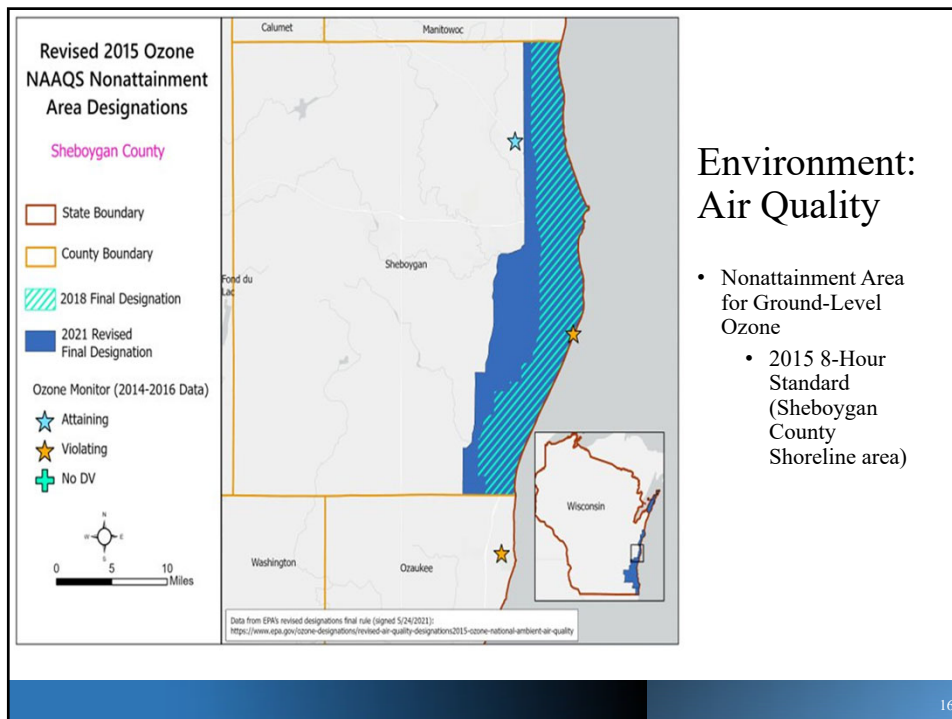 Revised 2015 Ozone
NAAQS Nonattainment
Area Designations
Sheboygan County
State Boundary
County Boundary
2018 Final Designation
2021 Revised
Final Designation
Ozone Monitor (2014-2016 Data)
Attaining
Violating
No DV
N
W E
S
0 5 10
Miles
Calumet
Manitowoc
Sheboygan
Fond du
Lac
Washington
Ozaukee
Wisconsin
Data from EPA's revised designations final rule (signed 5/24/2021):
https://www.epa.gov/ozone-designations/revised-air-quality-designations2015-ozone-national-ambient-air-quality
Environment:
Air Quality
• Nonattainment Area
for Ground-Level
Ozone
• 2015 8-Hour
Standard
(Sheboygan
County
Shoreline area)
16